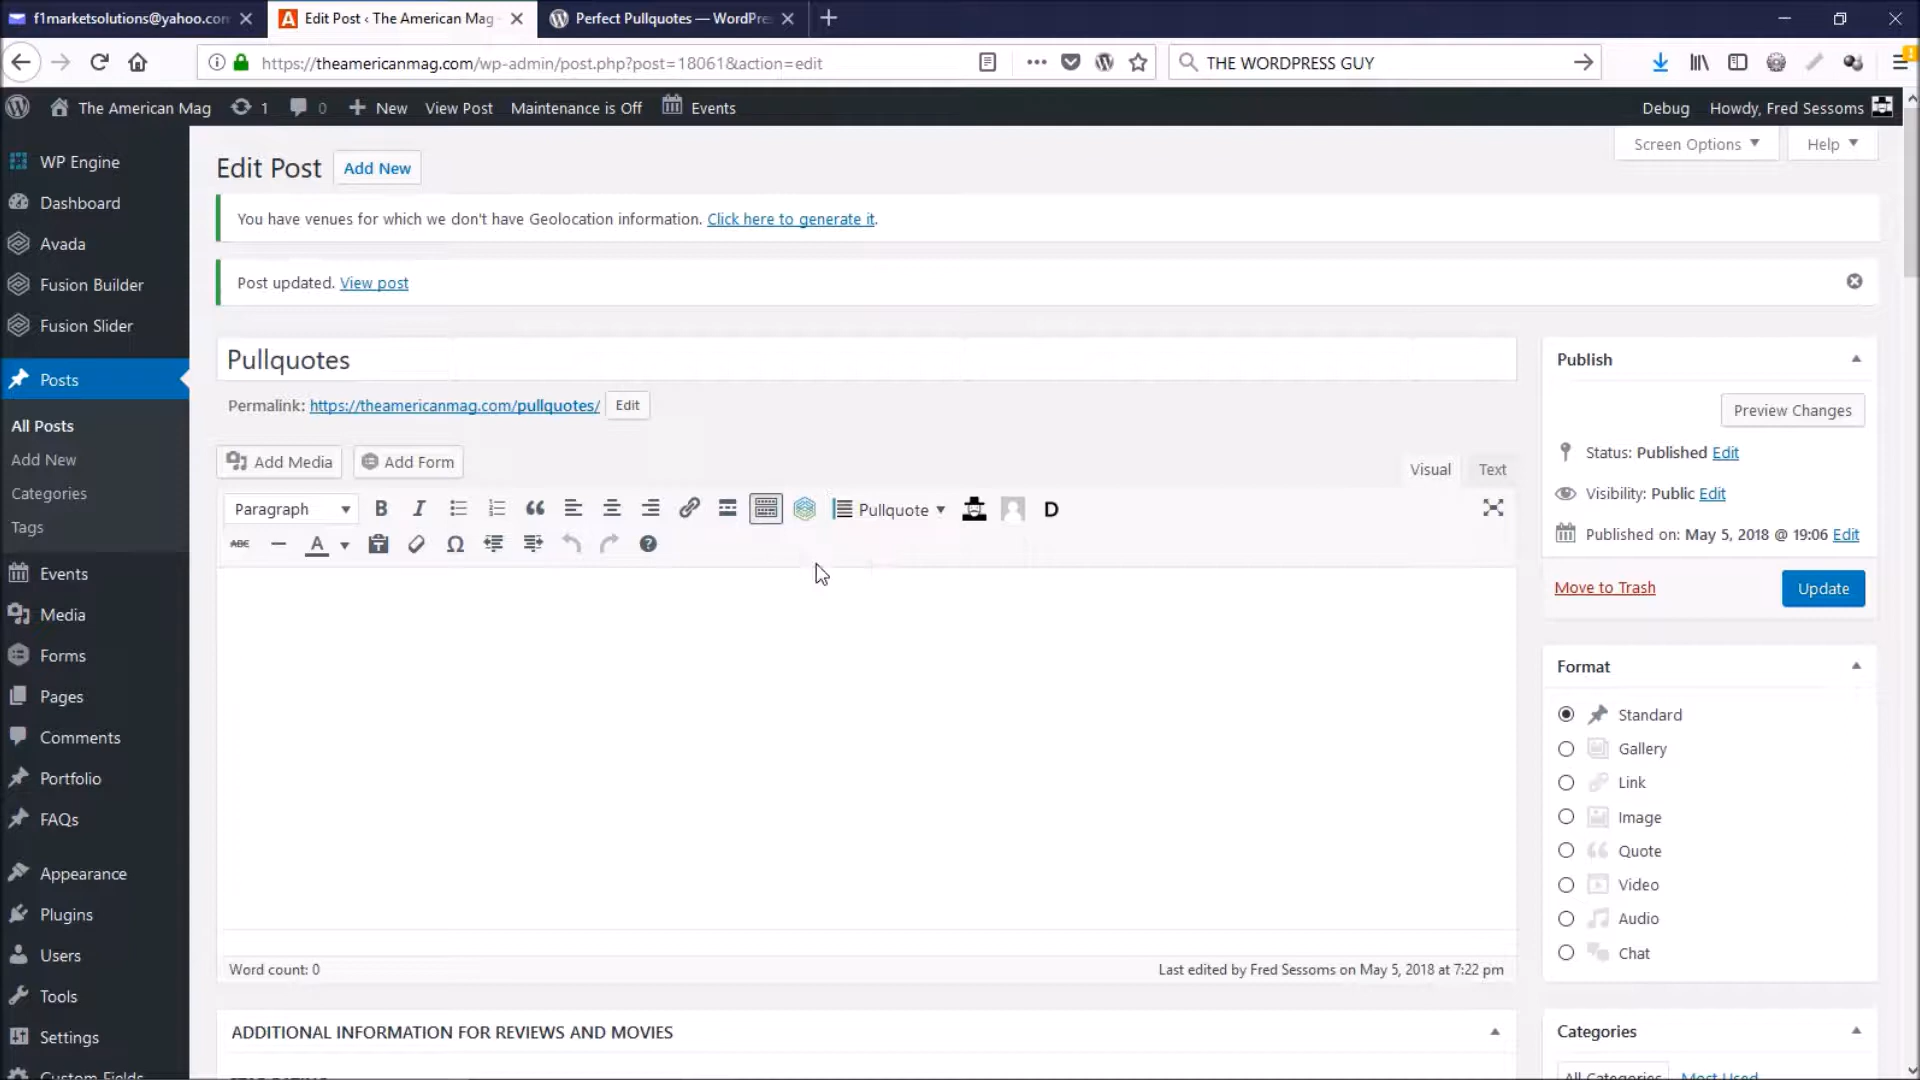 f1marketsolutions@yahoo.com
Edit Post ‹ The American Mag
Perfect Pullquotes — WordPre
https://theamericanmag.com/wp-admin/post.php?post=18061&action=edit
THE WORDPRESS GUY
The American Mag
1
0
New
View Post
Maintenance is Off
Events
Debug
Howdy, Fred Sessoms
WP Engine
Dashboard
Avada
Fusion Builder
Fusion Slider
Posts
All Posts
Add New
Categories
Tags
Events
Media
Forms
Pages
Comments
Portfolio
FAQs
Appearance
Plugins
Users
Tools
Settings
Custom Fields
Screen Options
Help
Edit Post
Add New
You have venues for which we don't have Geolocation information. Click here to generate it.
Post updated. View post
Pullquotes
Permalink: https://theamericanmag.com/pullquotes/ Edit
Add Media
Add Form
Visual
Text
Paragraph
B
I
Pullquote
D
ABC
A
Ω
Word count: 0
Last edited by Fred Sessoms on May 5, 2018 at 7:22 pm
ADDITIONAL INFORMATION FOR REVIEWS AND MOVIES
Publish
Preview Changes
Status: Published Edit
Visibility: Public Edit
Published on: May 5, 2018 @ 19:06 Edit
Move to Trash
Update
Format
Standard
Gallery
Link
Image
Quote
Video
Audio
Chat
Categories
All Categories
Most Used